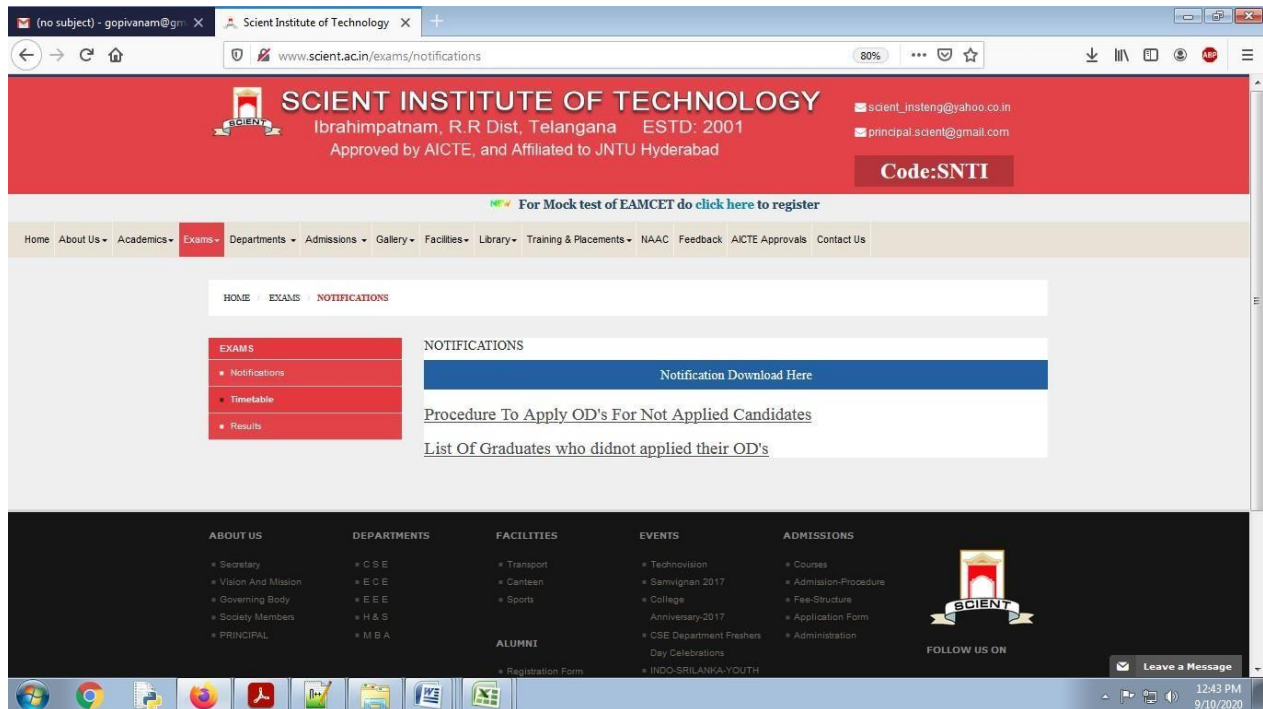 (no subject) - gopivanam@gm
Scient Institute of Technology
www.scient.ac.in/exams/notifications
80%
ABP
SCIENT
SCIENT INSTITUTE OF TECHNOLOGY
Ibrahimpatnam, R.R Dist, Telangana ESTD: 2001
Approved by AICTE, and Affiliated to JNTU Hyderabad
scient_insteng@yahoo.co.in
principal.scient@gmail.com
Code:SNTI
NEW For Mock test of EAMCET do click here to register
Home About Us Academics Exams Departments Admissions Gallery Facilities Library Training & Placements NAAC Feedback AICTE Approvals Contact Us
HOME / EXAMS / NOTIFICATIONS
EXAMS
Notifications
Timetable
Results
NOTIFICATIONS
Notification Download Here
Procedure To Apply OD's For Not Applied Candidates
List Of Graduates who didnot applied their OD's
ABOUT US
Secretary
Vision And Mission
Governing Body
Society Members
PRINCIPAL
DEPARTMENTS
C S E
E C E
E E E
H & S
M B A
FACILITIES
Transport
Canteen
Sports
ALUMNI
Registration Form
EVENTS
Technovision
Samvignan 2017
College
Anniversary-2017
CSE Department Freshers
Day Celebrations
INDO-SRILANKA-YOUTH
ADMISSIONS
Courses
Admission-Procedure
Fee-Structure
Application Form
Administration
SCIENT
FOLLOW US ON
Leave a Message
12:43 PM
9/10/2020